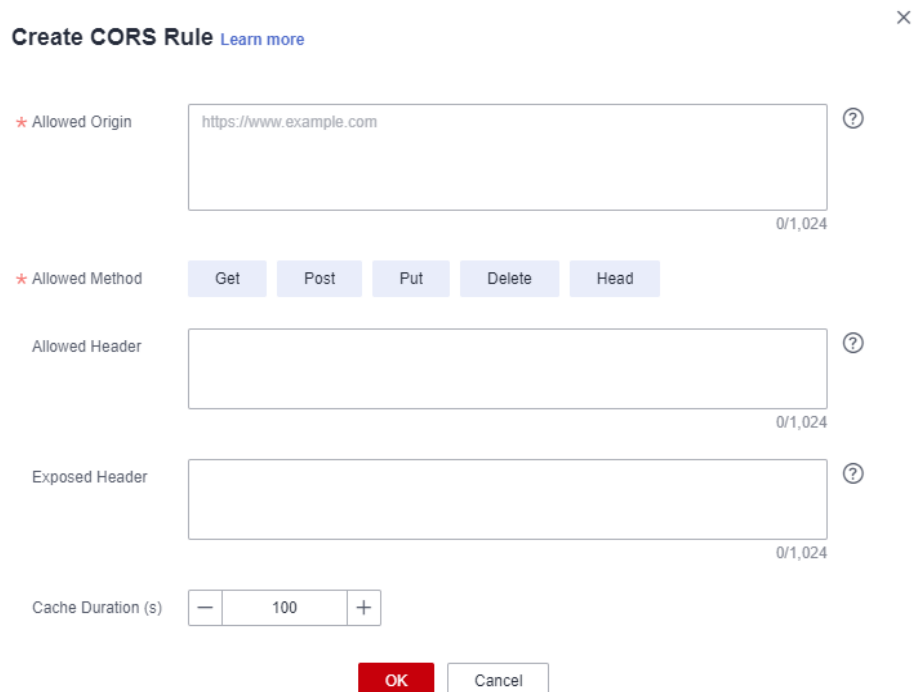 Create CORS Rule Learn more
* Allowed Origin
https://www.example.com
0/1,024
* Allowed Method Get Post Put Delete Head
Allowed Header
0/1,024
Exposed Header
0/1,024
Cache Duration (s) 100
OK Cancel